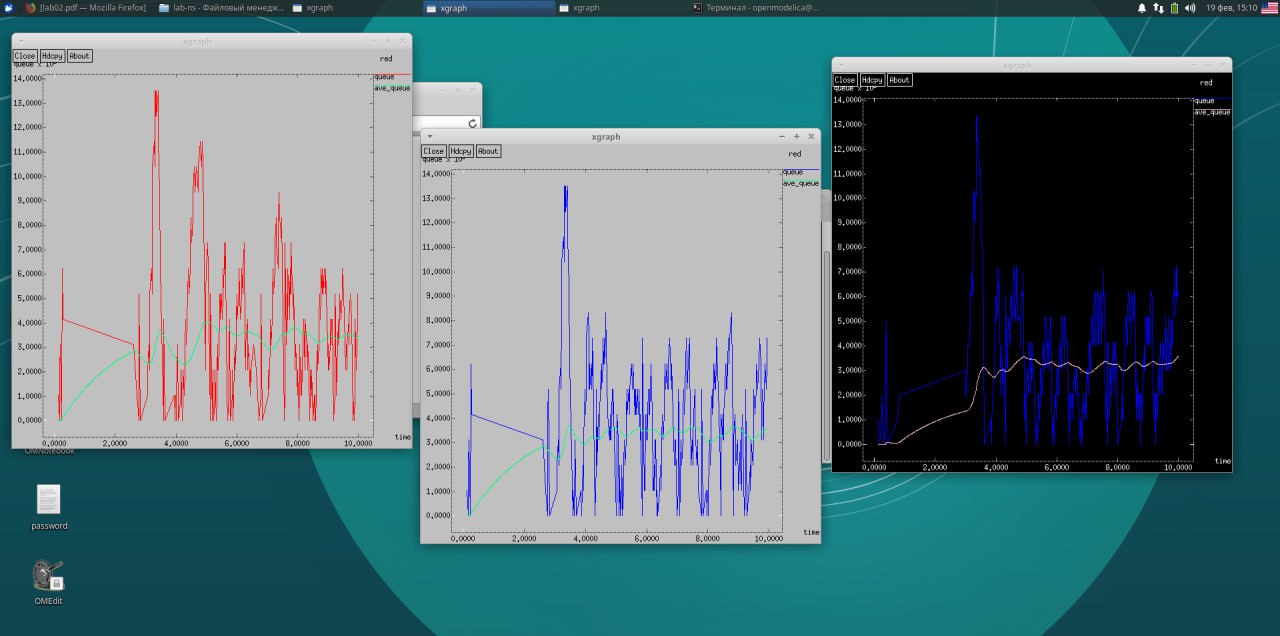 [lab02.pdf — Mozilla Firefox]
lab-ns - Файловый менедж...
xgraph
xgraph
xgraph
Терминал - openmodelica@...
19 фев, 15:10
xgraph
Close Hdcpy About
red
queue
ave_queue
14,0000
13,0000
12,0000
11,0000
10,0000
9,0000
8,0000
7,0000
6,0000
5,0000
4,0000
3,0000
2,0000
1,0000
0,0000
0,0000 2,0000 4,0000 6,0000 8,0000 10,0000
time
xgraph
Close Hdcpy About
red
queue
ave_queue
14,0000
13,0000
12,0000
11,0000
10,0000
9,0000
8,0000
7,0000
6,0000
5,0000
4,0000
3,0000
2,0000
1,0000
0,0000
0,0000 2,0000 4,0000 6,0000 8,0000 10,0000
time
xgraph
Close Hdcpy About
red
queue
ave_queue
14,0000
13,0000
12,0000
11,0000
10,0000
9,0000
8,0000
7,0000
6,0000
5,0000
4,0000
3,0000
2,0000
1,0000
0,0000
0,0000 2,0000 4,0000 6,0000 8,0000 10,0000
time
OMNotebook
password
OMEdit